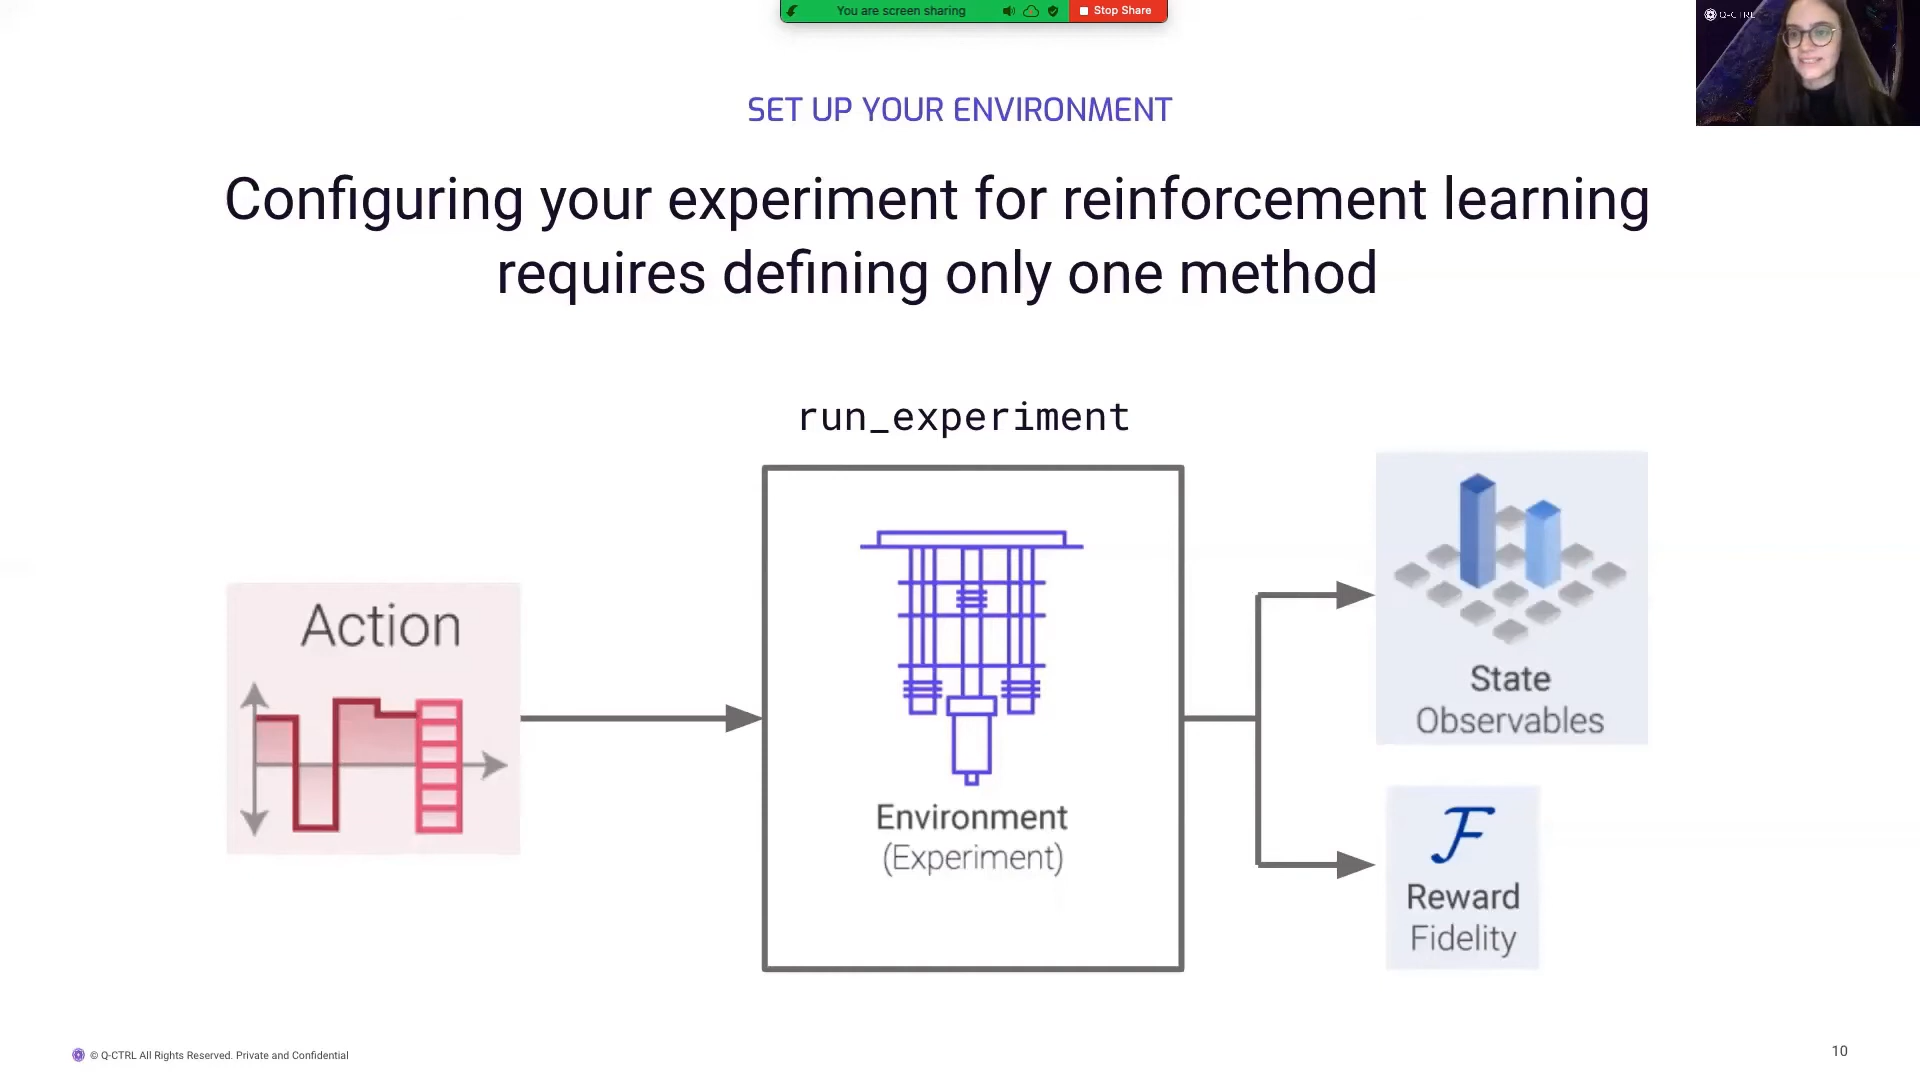 You are screen sharing
Stop Share
Q-CTRL
SET UP YOUR ENVIRONMENT
Configuring your experiment for reinforcement learning
requires defining only one method
run_experiment
Action
Environment
(Experiment)
State
Observables
F
Reward
Fidelity
© Q-CTRL All Rights Reserved. Private and Confidential
10